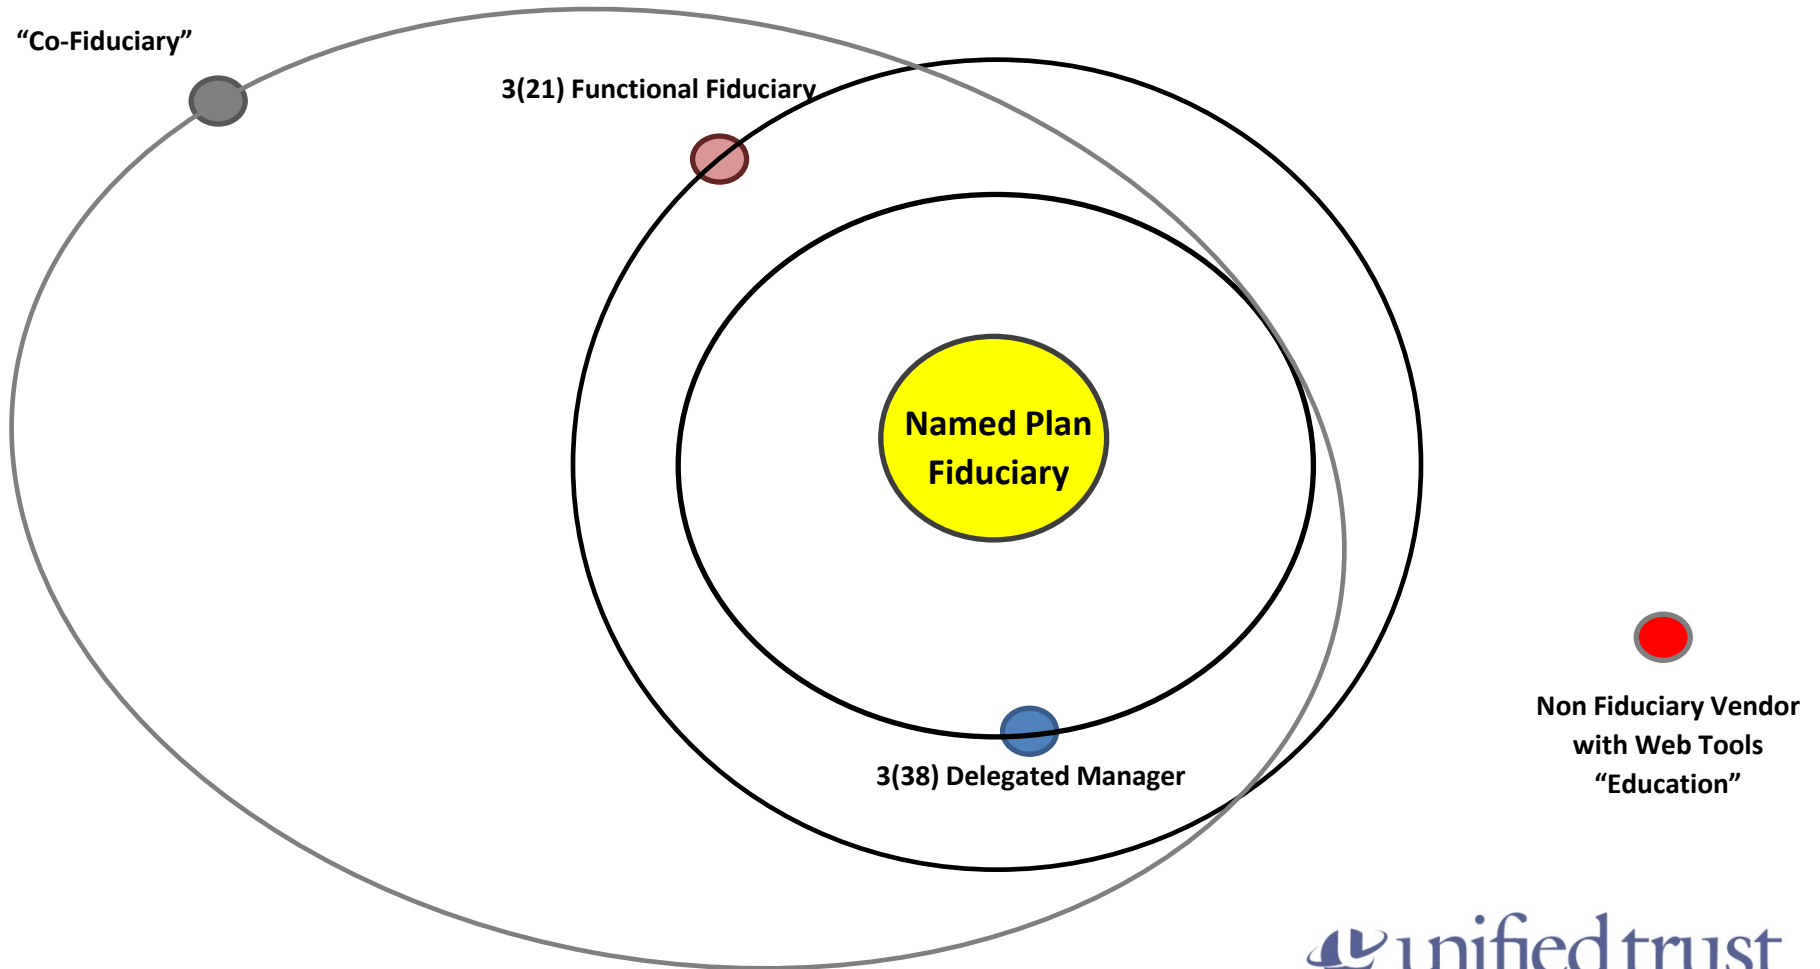 “Co-Fiduciary”
3(21) Functional Fiduciary
Named Plan
Fiduciary
3(38) Delegated Manager
Non Fiduciary Vendor
with Web Tools
“Education”
unified trust